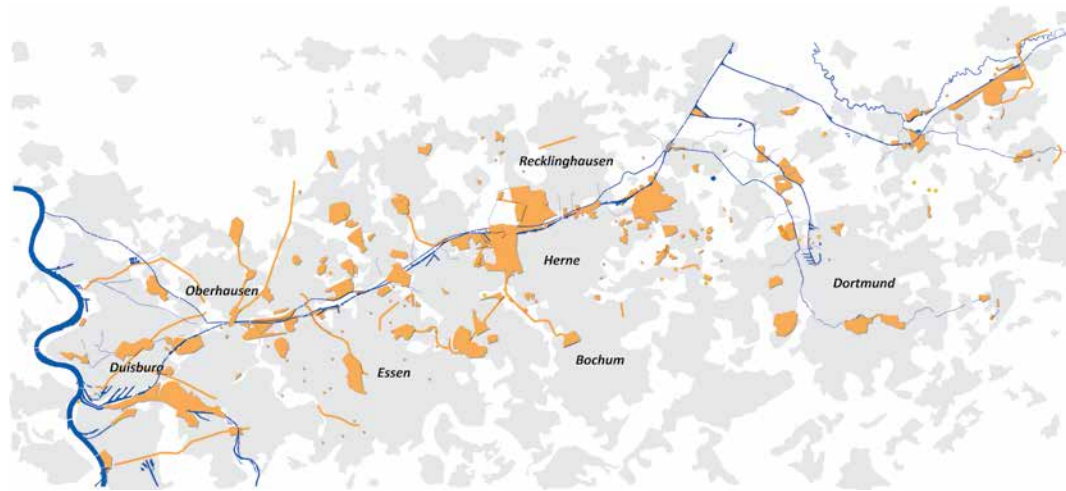 Recklinghausen
Herne
Oberhausen
Dortmund
Bochum
Duisburg
Essen